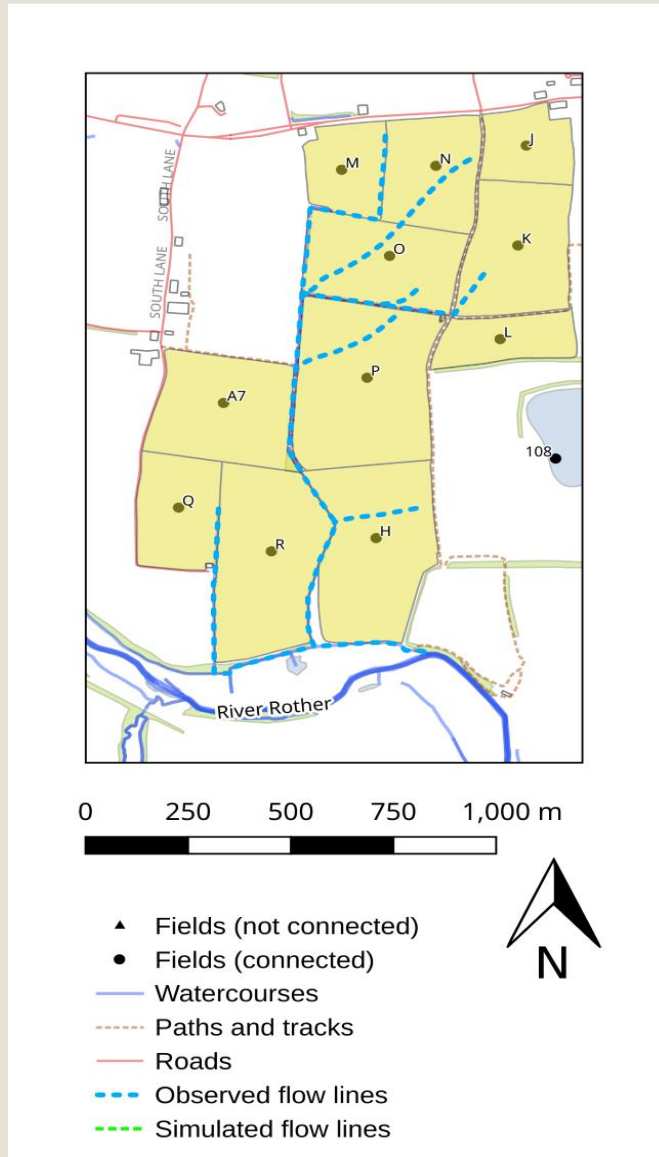 SOUTH LANE
SOUTH LANE
M
N
J
O
K
L
P
A7
108
Q
R
H
River Rother
0 250 500 750 1,000 m
N
Fields (not connected)
Fields (connected)
Watercourses
Paths and tracks
Roads
Observed flow lines
Simulated flow lines